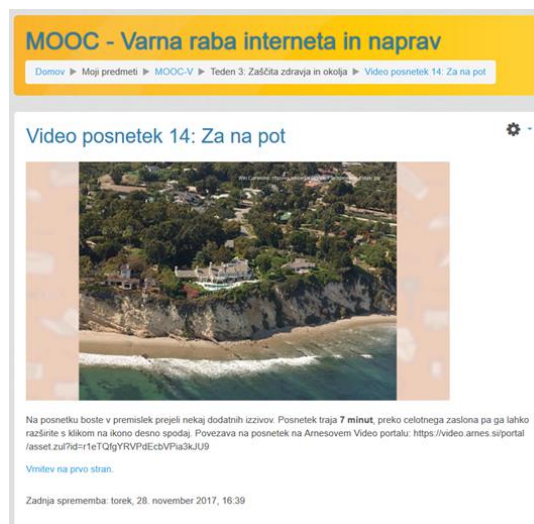 MOOC - Varna raba interneta in naprav
Domov ▶ Moji predmeti ▶ MOOC-V ▶ Teden 3: Zaščita zdravja in okolja ▶ Video posnetek 14: Za na pot
Video posnetek 14: Za na pot
Na posnetku boste v premislek prejeli nekaj dodatnih izzivov. Posnetek traja 7 minut, preko celotnega zaslona pa ga lahko
razširite s klikom na ikono desno spodaj. Povezava na posnetek na Arnesovem Video portalu: https://video.arnes.si/portal
/asset.zul?id=r1eTQfgYRVPdEcbVPia3kJU9
Vrnitev na prvo stran.
Zadnja sprememba: torek, 28. november 2017, 16:39